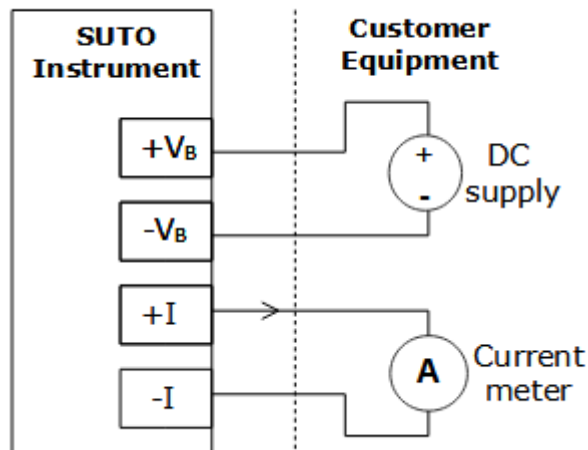 SUTO
Instrument
Customer
Equipment
+VB
-VB
+I
-I
+
-
DC
supply
A
Current
meter